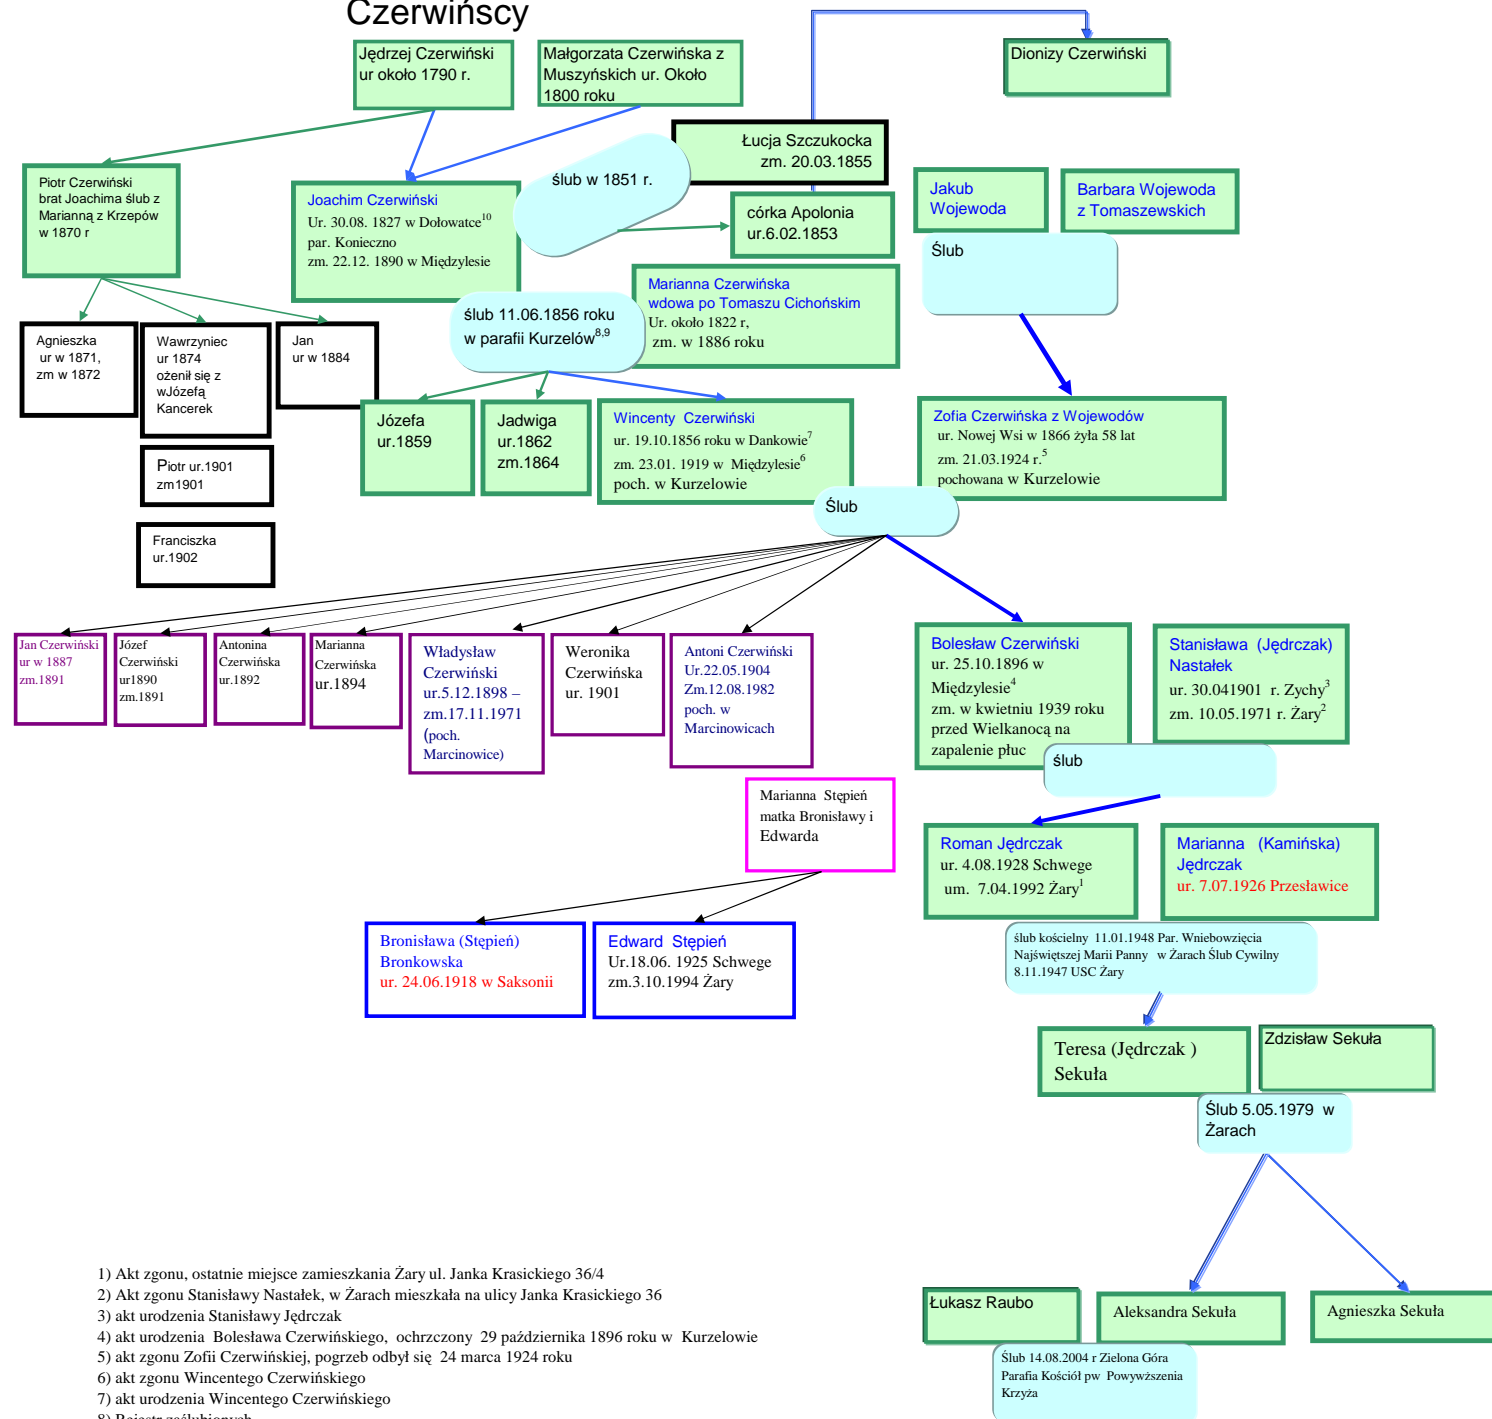 Czerwińscy
Jędrzej Czerwiński
ur około 1790 r.
Małgorzata Czerwińska z
Muszyńskich ur. Około
1800 roku
Dionizy Czerwiński
Łucja Szczukocka
zm. 20.03.1855
ślub w 1851 r.
Piotr Czerwiński
brat Joachima ślub z
Marianną z Krzepów
w 1870 r
Joachim Czerwiński
Ur. 30.08. 1827 w Dołowatce10
par. Konieczno
zm. 22.12. 1890 w Międzylesie
córka Apolonia
ur.6.02.1853
Jakub
Wojewoda
Barbara Wojewoda
z Tomaszewskich
Ślub
Marianna Czerwińska
wdowa po Tomaszu Cichońskim
Ur. około 1822 r,
zm. w 1886 roku
ślub 11.06.1856 roku
w parafii Kurzelów8,9
Agnieszka
ur w 1871,
zm w 1872
Wawrzyniec
ur 1874
ożenił się z
wJózefą
Kancerek
Jan
ur w 1884
Józefa
ur.1859
Jadwiga
ur.1862
zm.1864
Wincenty Czerwiński
ur. 19.10.1856 roku w Dankowie7
zm. 23.01. 1919 w Międzylesie6
poch. w Kurzelowie
Zofia Czerwińska z Wojewodów
ur. Nowej Wsi w 1866 żyła 58 lat
zm. 21.03.1924 r.5
pochowana w Kurzelowie
Piotr ur.1901
zm1901
Ślub
Franciszka
ur.1902
Jan Czerwiński
ur w 1887
zm.1891
Józef
Czerwiński
ur1890
zm.1891
Antonina
Czerwińska
ur.1892
Marianna
Czerwińska
ur.1894
Władysław
Czerwiński
ur.5.12.1898 –
zm.17.11.1971
(poch.
Marcinowice)
Weronika
Czerwińska
ur. 1901
Antoni Czerwiński
Ur.22.05.1904
Zm.12.08.1982
poch. w
Marcinowicach
Bolesław Czerwiński
ur. 25.10.1896 w
Międzylesie4
zm. w kwietniu 1939 roku
przed Wielkanocą na
zapalenie płuc
Stanisława (Jędrczak)
Nastałek
ur. 30.041901 r. Zychy3
zm. 10.05.1971 r. Żary2
ślub
Marianna Stępień
matka Bronisławy i
Edwarda
Roman Jędrczak
ur. 4.08.1928 Schwege
um. 7.04.1992 Żary1
Marianna (Kamińska)
Jędrczak
ur. 7.07.1926 Przesławice
Bronisława (Stępień)
Bronkowska
ur. 24.06.1918 w Saksonii
Edward Stępień
Ur.18.06. 1925 Schwege
zm.3.10.1994 Żary
ślub kościelny 11.01.1948 Par. Wniebowzięcia
Najświętszej Marii Panny w Żarach Ślub Cywilny
8.11.1947 USC Żary
Teresa (Jędrczak )
Sekuła
Zdzisław Sekuła
Ślub 5.05.1979 w
Żarach
Łukasz Raubo
Aleksandra Sekuła
Agnieszka Sekuła
Ślub 14.08.2004 r Zielona Góra
Parafia Kościół pw Powywższenia
Krzyża
1) Akt zgonu, ostatnie miejsce zamieszkania Żary ul. Janka Krasickiego 36/4
2) Akt zgonu Stanisławy Nastałek, w Żarach mieszkała na ulicy Janka Krasickiego 36
3) akt urodzenia Stanisławy Jędrczak
4) akt urodzenia Bolesława Czerwińskiego, ochrzczony 29 października 1896 roku w Kurzelowie
5) akt zgonu Zofii Czerwińskiej, pogrzeb odbył się 24 marca 1924 roku
6) akt zgonu Wincentego Czerwińskiego
7) akt urodzenia Wincentego Czerwińskiego
8) Rejestr zaślubionych